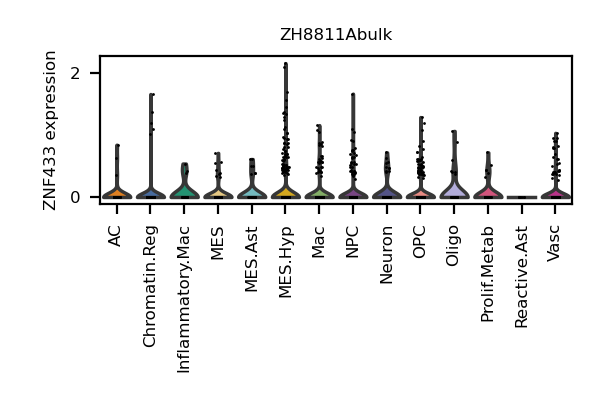 ZH8811Abulk
ZNF433 expression
2
0
AC
Chromatin.Reg
Inflammatory.Mac
MES
MES.Ast
MES.Hyp
Mac
NPC
Neuron
OPC
Oligo
Prolif.Metab
Reactive.Ast
Vasc